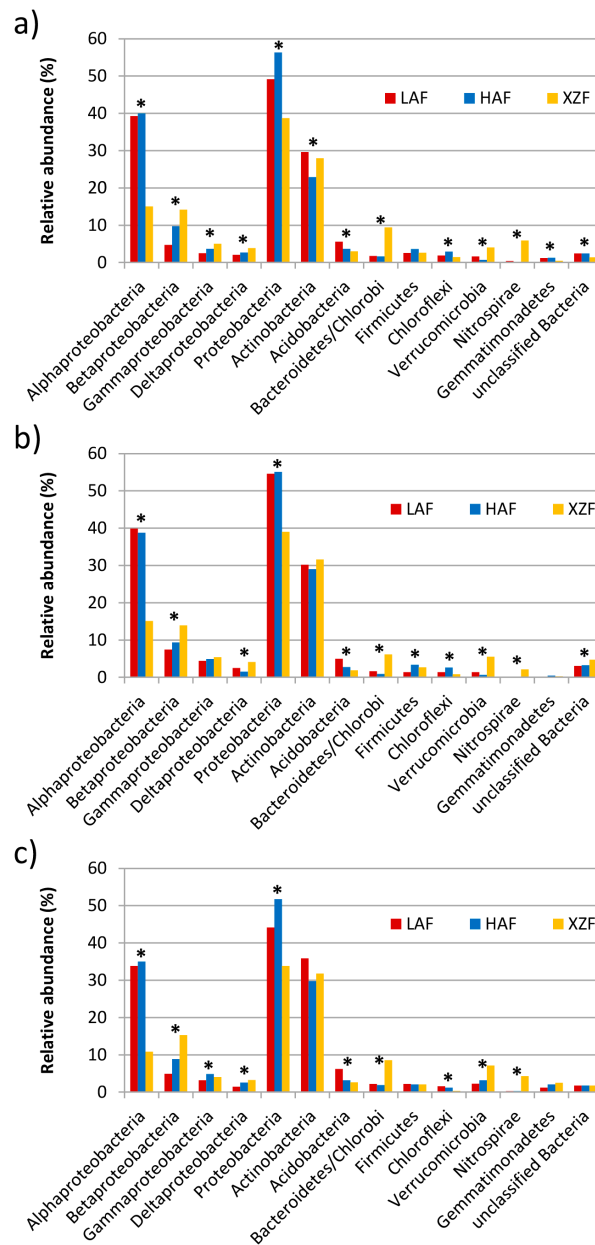 a)
Relative abundance (%)
60
50
40
30
20
10
0
LAF HAF XZF
* * * * * * * * * * * * *
Alphaproteobacteria
Betaproteobacteria
Gammaproteobacteria
Deltaproteobacteria
Proteobacteria
Actinobacteria
Acidobacteria
Bacteroidetes/Chlorobi
Firmicutes
Chloroflexi
Verrucomicrobia
Nitrospirae
Gemmatimonadetes
unclassified Bacteria
b)
Relative abundance (%)
60
50
40
30
20
10
0
LAF HAF XZF
* * * * * * * * * * *
Alphaproteobacteria
Betaproteobacteria
Gammaproteobacteria
Deltaproteobacteria
Proteobacteria
Actinobacteria
Acidobacteria
Bacteroidetes/Chlorobi
Firmicutes
Chloroflexi
Verrucomicrobia
Nitrospirae
Gemmatimonadetes
unclassified Bacteria
c)
Relative abundance (%)
60
50
40
30
20
10
0
LAF HAF XZF
* * * * * * * * * *
Alphaproteobacteria
Betaproteobacteria
Gammaproteobacteria
Deltaproteobacteria
Proteobacteria
Actinobacteria
Acidobacteria
Bacteroidetes/Chlorobi
Firmicutes
Chloroflexi
Verrucomicrobia
Nitrospirae
Gemmatimonadetes
unclassified Bacteria